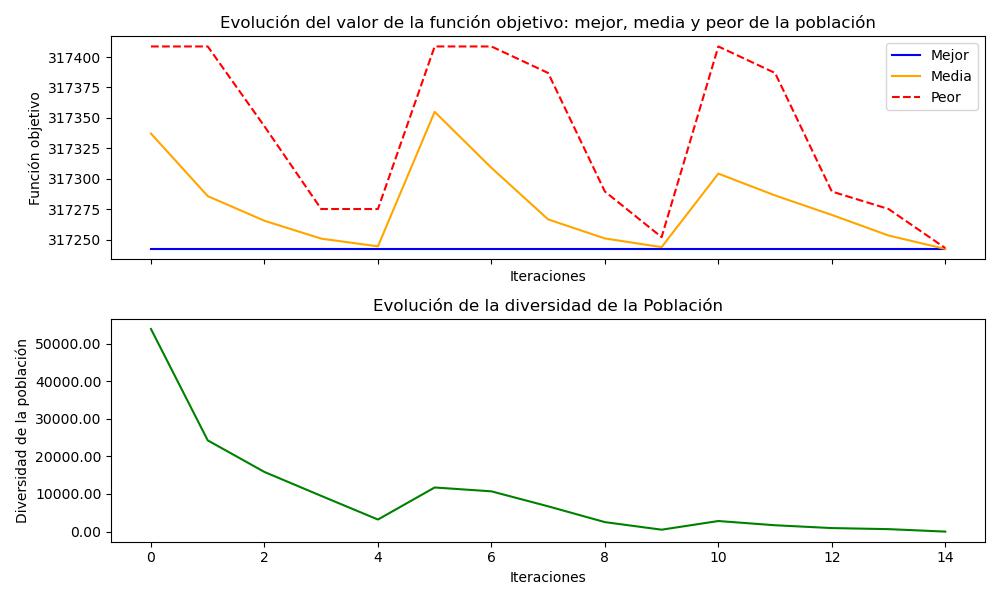 Evolución del valor de la función objetivo: mejor, media y peor de la población
Función objetivo
317400
317375
317350
317325
317300
317275
317250
Mejor
Media
Peor
Iteraciones
Evolución de la diversidad de la Población
Diversidad de la población
50000.00
40000.00
30000.00
20000.00
10000.00
0.00
0 2 4 6 8 10 12 14
Iteraciones